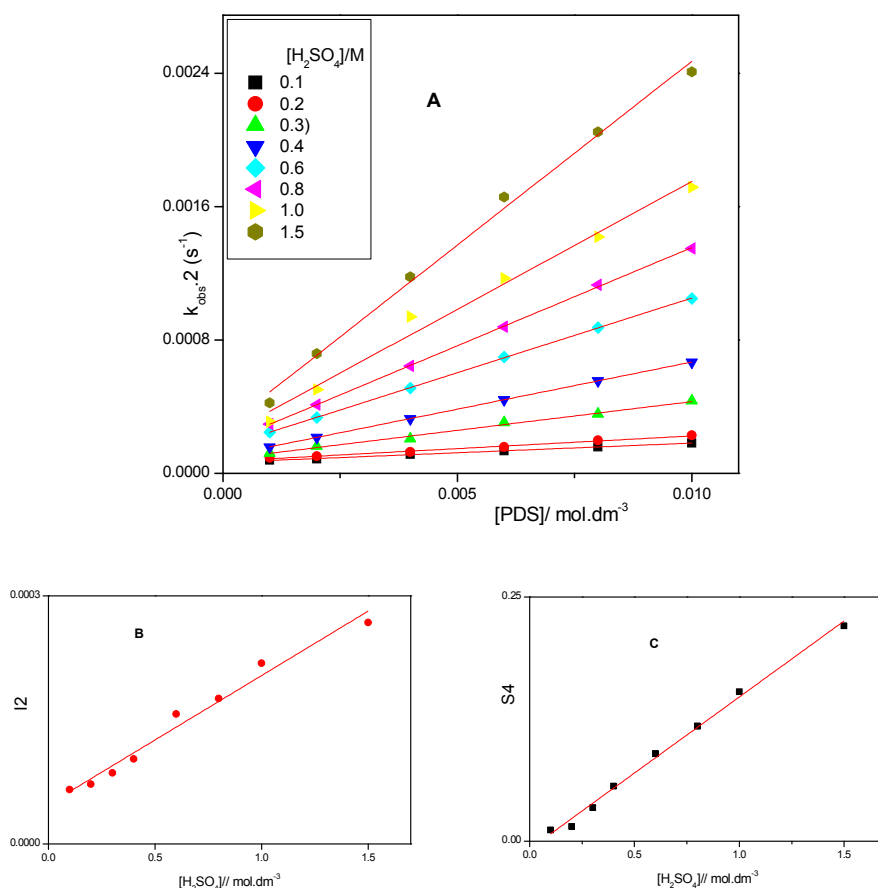 [H₂SO₄]/M
0.1
0.2
0.3)
0.4
0.6
0.8
1.0
1.5
A
0.0024
0.0016
0.0008
0.0000
k_obs.2 (s⁻¹)
0.000
0.005
0.010
[PDS]/ mol.dm⁻³
0.0003
B
I2
0.0000
0.0
0.5
1.0
1.5
[H₂SO₄]// mol.dm⁻³
0.25
C
S4
0.00
0.0
0.5
1.0
1.5
[H₂SO₄]// mol.dm⁻³